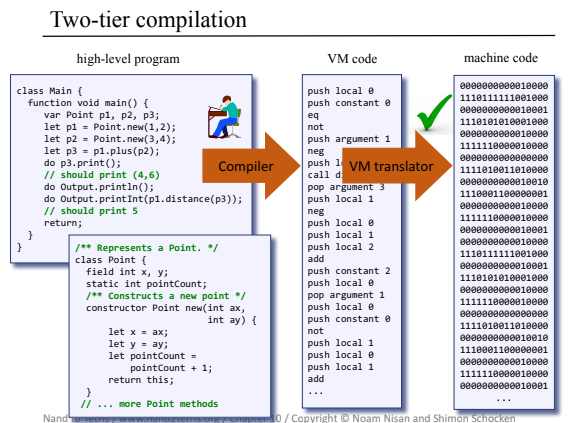 Two-tier compilation
high-level program
class Main {
function void main() {
var Point p1, p2, p3;
let p1 = Point.new(1,2);
let p2 = Point.new(3,4);
let p3 = p1.plus(p2);
do p3.print();
// should print (4,6)
do Output.println();
do Output.printInt(p1.distance(p3));
// should print 5
return;
}
}
/** Represents a Point. */
class Point {
field int x, y;
static int pointCount;
/** Constructs a new point */
constructor Point new(int ax,
int ay) {
let x = ax;
let y = ay;
let pointCount =
pointCount + 1;
return this;
}
// ... more Point methods
Compiler
VM code
push local 0
push constant 0
eq
not
push argument 1
neg
push
call
pop argument 3
push local 1
neg
push local 0
push local 1
push local 2
add
push constant 2
push local 0
pop argument 1
push local 0
push constant 0
not
push local 1
push local 0
push local 1
add
...
VM translator
machine code
0000000000010000
1110111111001000
0000000000010001
1110101010001000
0000000000010000
1111110000010000
0000000000000000
1111010011010000
0000000000010010
1110001100000001
0000000000010000
1111110000010000
0000000000010001
0000000000010000
1110111111001000
0000000000010001
1110101010001000
0000000000010000
1111110000010000
0000000000000000
1111010011010000
0000000000010010
1110001100000001
0000000000010000
1111110000010000
0000000000010001
...
Nand to Tetris / www.nand2tetris.org / Chapter 10 / Copyright © Noam Nisan and Shimon Schocken